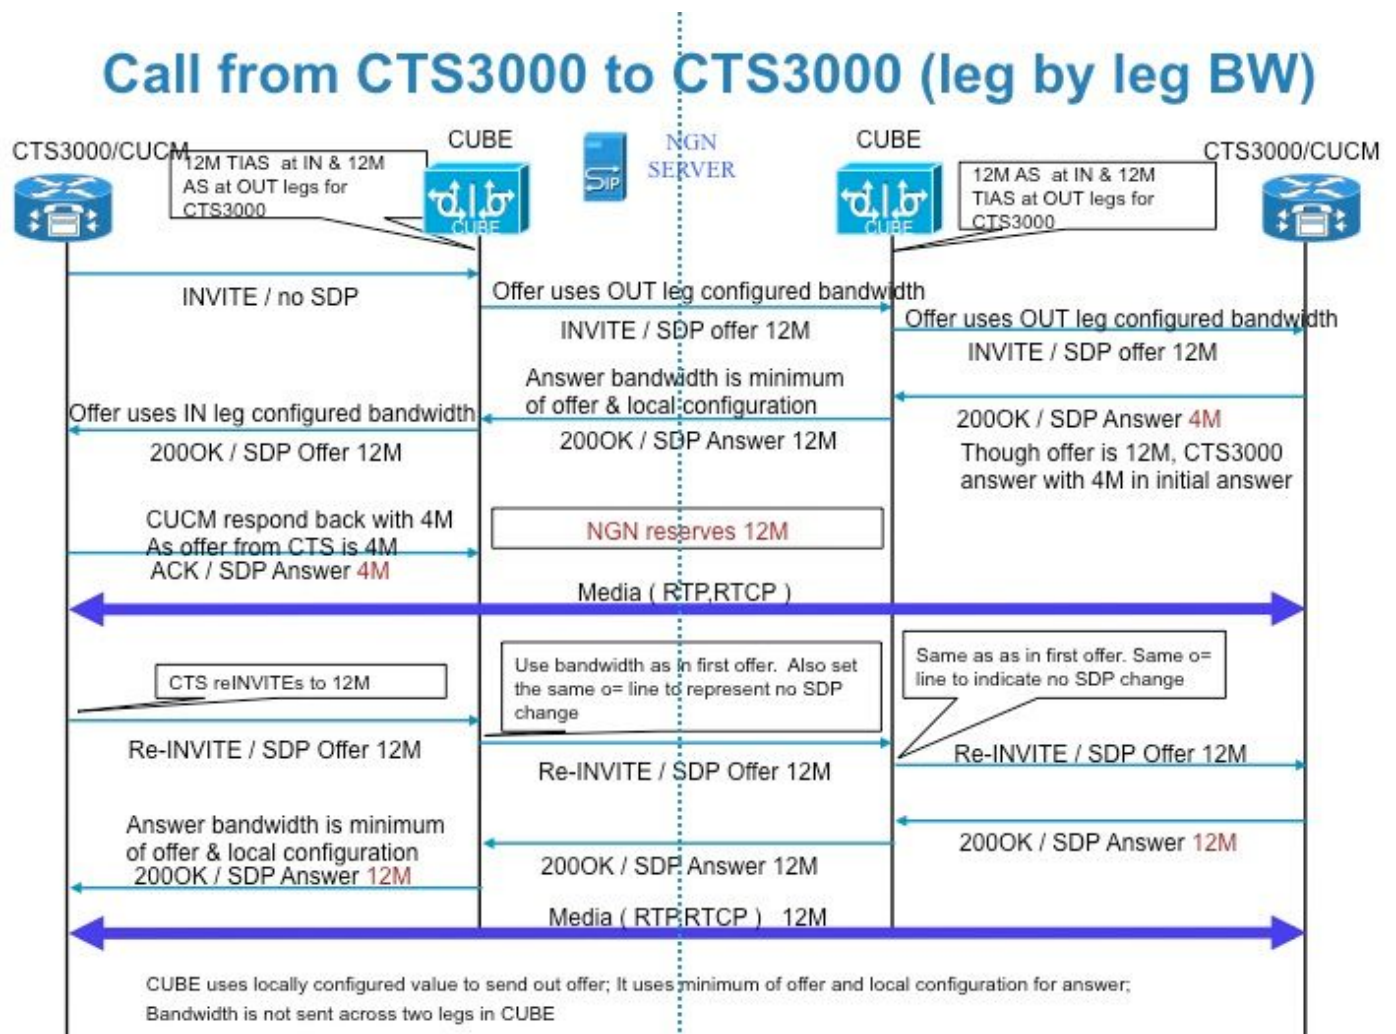 Call from CTS3000 to CTS3000 (leg by leg BW)
CTS3000/CUCM
12M TIAS at IN & 12M
AS at OUT legs for
CTS3000
CUBE
CUBE
SIP
NGN
SERVER
CUBE
CUBE
12M AS at IN & 12M
TIAS at OUT legs for
CTS3000
CTS3000/CUCM
INVITE / no SDP
Offer uses OUT leg configured bandwidth
INVITE / SDP offer 12M
Offer uses OUT leg configured bandwidth
INVITE / SDP offer 12M
Answer bandwidth is minimum
of offer & local configuration
200OK / SDP Answer 12M
200OK / SDP Answer 4M
Though offer is 12M, CTS3000
answer with 4M in initial answer
Offer uses IN leg configured bandwidth
200OK / SDP Offer 12M
CUCM respond back with 4M
As offer from CTS is 4M
ACK / SDP Answer 4M
NGN reserves 12M
Media ( RTP,RTCP )
CTS reINVITEs to 12M
Use bandwidth as in first offer. Also set
the same o= line to represent no SDP
change
Same as as in first offer. Same o=
line to indicate no SDP change
Re-INVITE / SDP Offer 12M
Re-INVITE / SDP Offer 12M
Re-INVITE / SDP Offer 12M
Answer bandwidth is minimum
of offer & local configuration
200OK / SDP Answer 12M
200OK / SDP Answer 12M
200OK / SDP Answer 12M
Media ( RTP,RTCP ) 12M
CUBE uses locally configured value to send out offer; It uses minimum of offer and local configuration for answer;
Bandwidth is not sent across two legs in CUBE